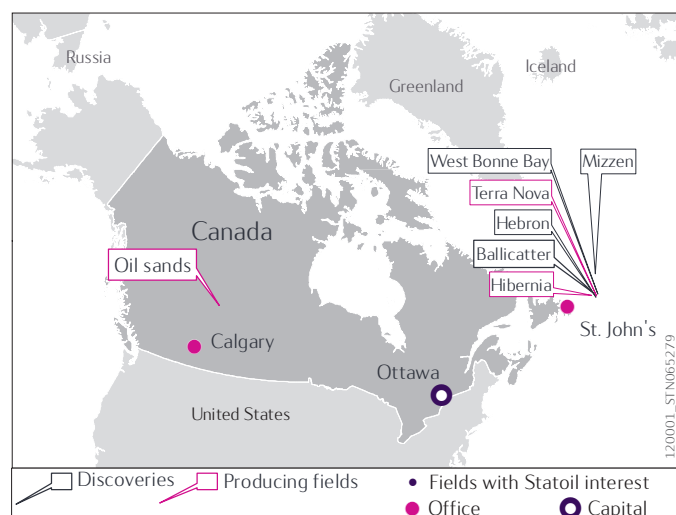 Russia
Iceland
Greenland
West Bonne Bay
Mizzen
Terra Nova
Hebron
Canada
Ballicatter
Oil sands
Hibernia
St. John's
Calgary
Ottawa
United States
120001_STN065279
Discoveries
Producing fields
Fields with Statoil interest
Office
Capital